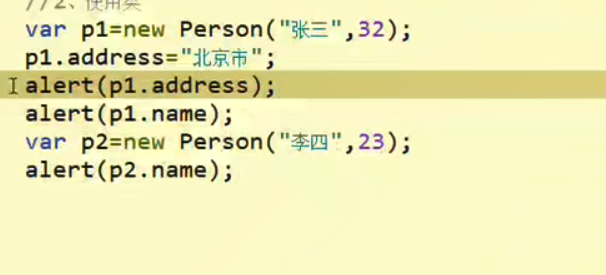 //2、使用类
var p1=new Person("张三",32);
p1.address="北京市";
alert(p1.address);
alert(p1.name);
var p2=new Person("李四",23);
alert(p2.name);